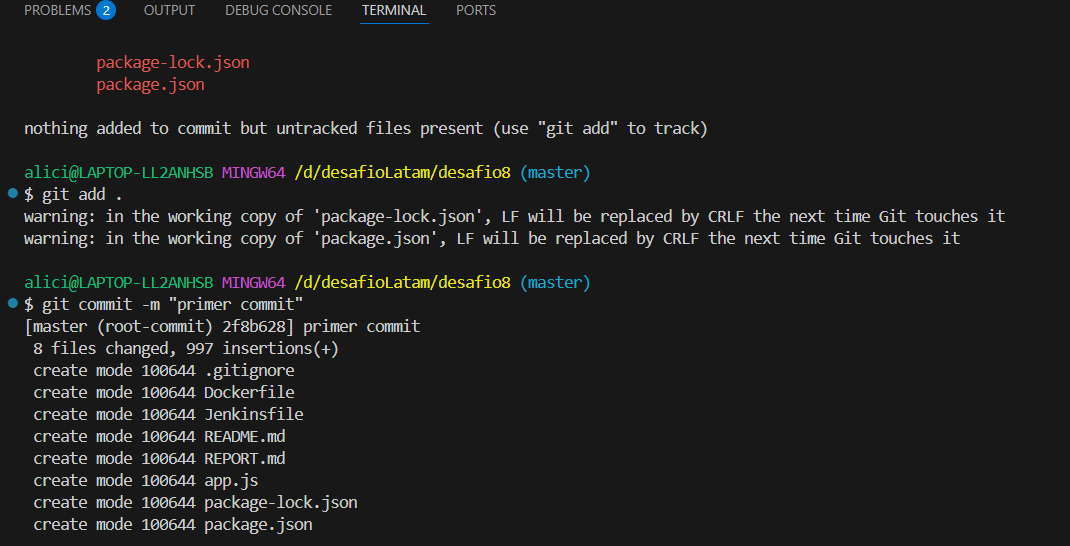 PROBLEMS 2 OUTPUT DEBUG CONSOLE TERMINAL PORTS
package-lock.json
package.json
nothing added to commit but untracked files present (use "git add" to track)
alici@LAPTOP-LL2ANHSB MINGW64 /d/desafioLatam/desafio8 (master)
$ git add .
warning: in the working copy of 'package-lock.json', LF will be replaced by CRLF the next time Git touches it
warning: in the working copy of 'package.json', LF will be replaced by CRLF the next time Git touches it
alici@LAPTOP-LL2ANHSB MINGW64 /d/desafioLatam/desafio8 (master)
$ git commit -m "primer commit"
[master (root-commit) 2f8b628] primer commit
8 files changed, 997 insertions(+)
create mode 100644 .gitignore
create mode 100644 Dockerfile
create mode 100644 Jenkinsfile
create mode 100644 README.md
create mode 100644 REPORT.md
create mode 100644 app.js
create mode 100644 package-lock.json
create mode 100644 package.json